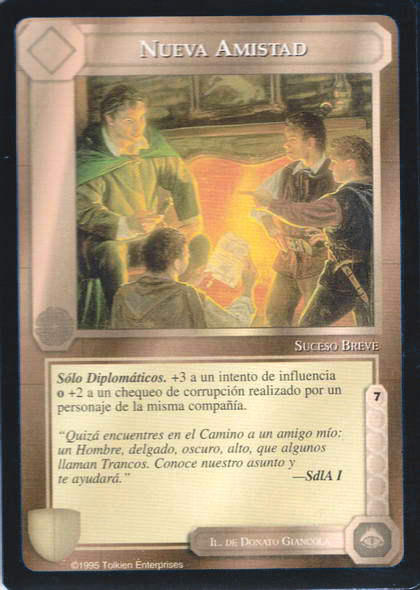 Nueva Amistad
Suceso Breve
Sólo Diplomáticos. +3 a un intento de influencia
o +2 a un chequeo de corrupción realizado por un
personaje de la misma compañía.
7
“Quizá encuentres en el Camino a un amigo mío:
un Hombre, delgado, oscuro, alto, que algunos
llaman Trancos. Conoce nuestro asunto y
te ayudará.” —SdlA I
Il. de Donato Giancola
©1995 Tolkien Enterprises